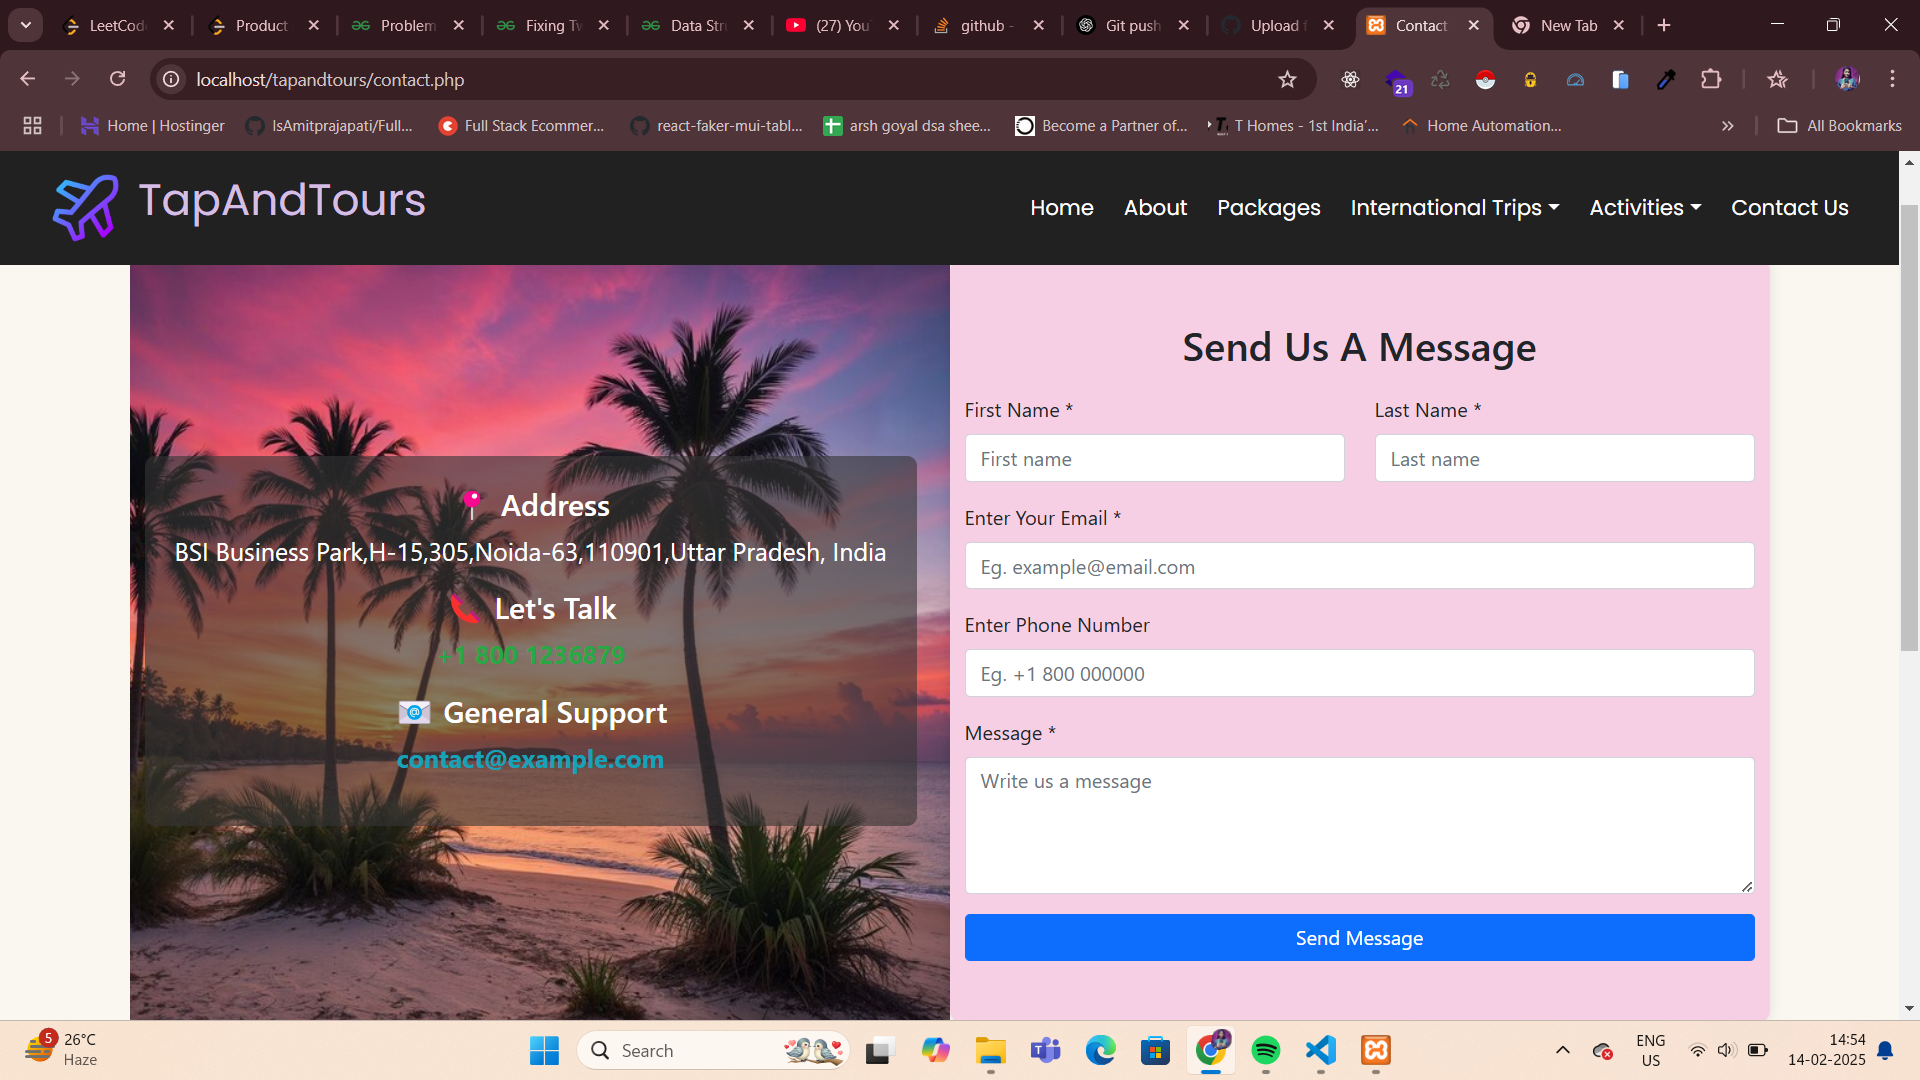 LeetCod
Product
Problem
Fixing Tw
Data Stru
(27) You
github -
Git push
Upload f
Contact
New Tab
localhost/tapandtours/contact.php
21
Home | Hostinger
IsAmitprajapati/Full...
Full Stack Ecommer...
react-faker-mui-tabl...
arsh goyal dsa shee...
Become a Partner of...
T Homes - 1st India'...
Home Automation...
»
All Bookmarks
TapAndTours
Home
About
Packages
International Trips
Activities
Contact Us
Address
BSI Business Park,H-15,305,Noida-63,110901,Uttar Pradesh, India
Let's Talk
+1 800 1236879
General Support
contact@example.com
Send Us A Message
First Name *
Last Name *
First name
Last name
Enter Your Email *
Eg. example@email.com
Enter Phone Number
Eg. +1 800 000000
Message *
Write us a message
Send Message
5
26°C
Haze
Search
ENG
US
14:54
14-02-2025